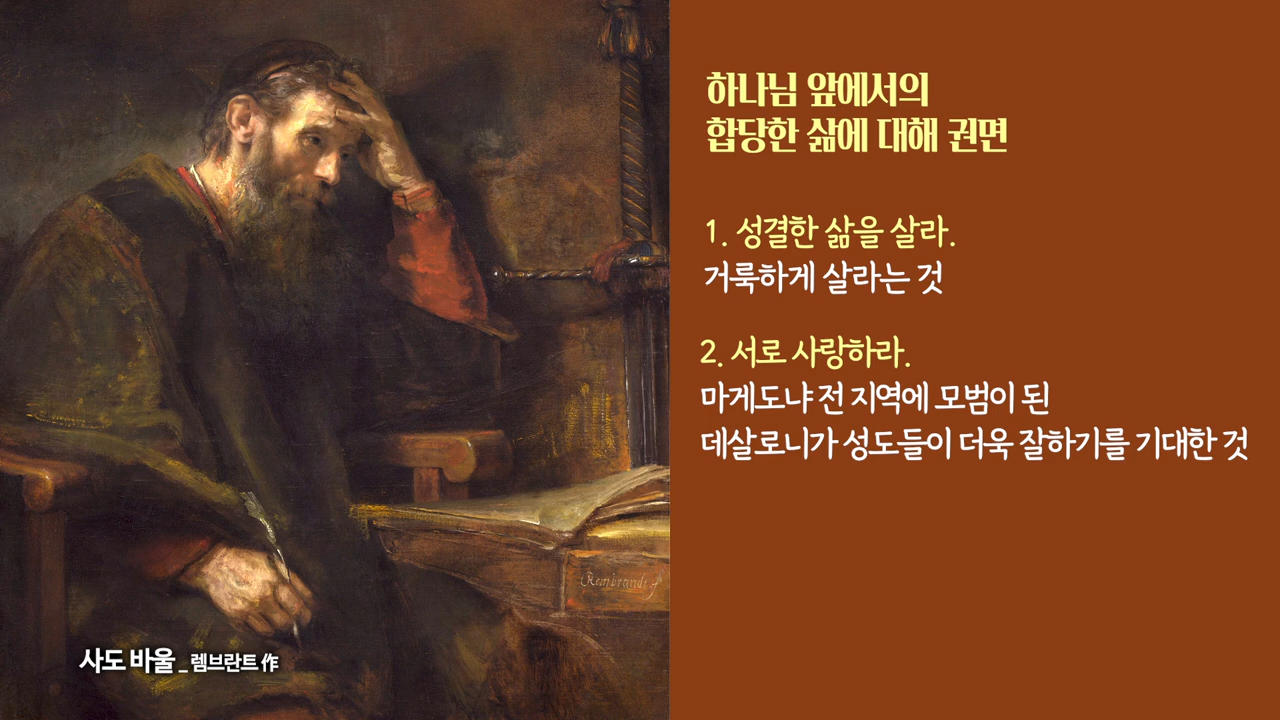 하나님 앞에서의
합당한 삶에 대해 권면
1. 성결한 삶을 살라.
거룩하게 살라는 것
2. 서로 사랑하라.
마게도냐 전 지역에 모범이 된
데살로니가 성도들이 더욱 잘하기를 기대한 것
Rembrandt f
사도 바울 _ 렘브란트 作